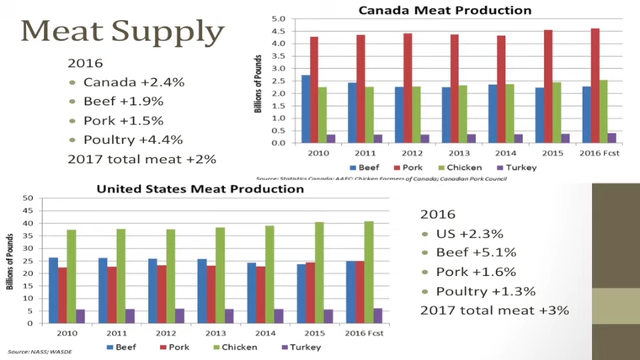 Meat Supply
2016
• Canada +2.4%
• Beef +1.9%
• Pork +1.5%
• Poultry +4.4%
2017 total meat +2%
Canada Meat Production
Billions of Pounds
5.0
4.5
4.0
3.5
3.0
2.5
2.0
1.5
1.0
0.5
0.0
2010 2011 2012 2013 2014 2015 2016 Fcst
Beef Pork Chicken Turkey
Source: Statistics Canada; AAFC; Chicken Farmers of Canada; Canadian Pork Council
United States Meat Production
Billions of Pounds
50
45
40
35
30
25
20
15
10
5
0
2010 2011 2012 2013 2014 2015 2016 Fcst
Beef Pork Chicken Turkey
Source: NASS; WASDE
2016
• US +2.3%
• Beef +5.1%
• Pork +1.6%
• Poultry +1.3%
2017 total meat +3%